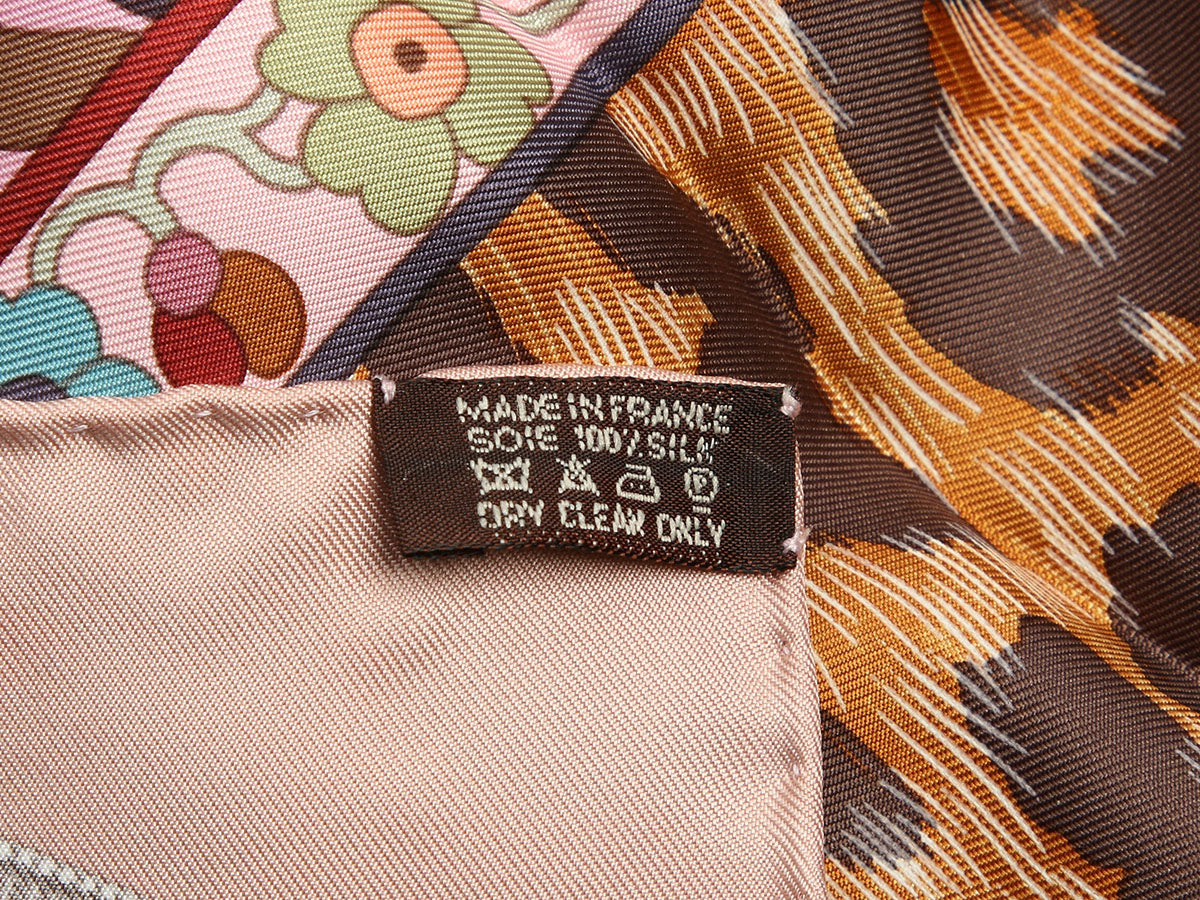 MADE IN FRANCE
SOIE 100% SILK
DRY CLEAN ONLY